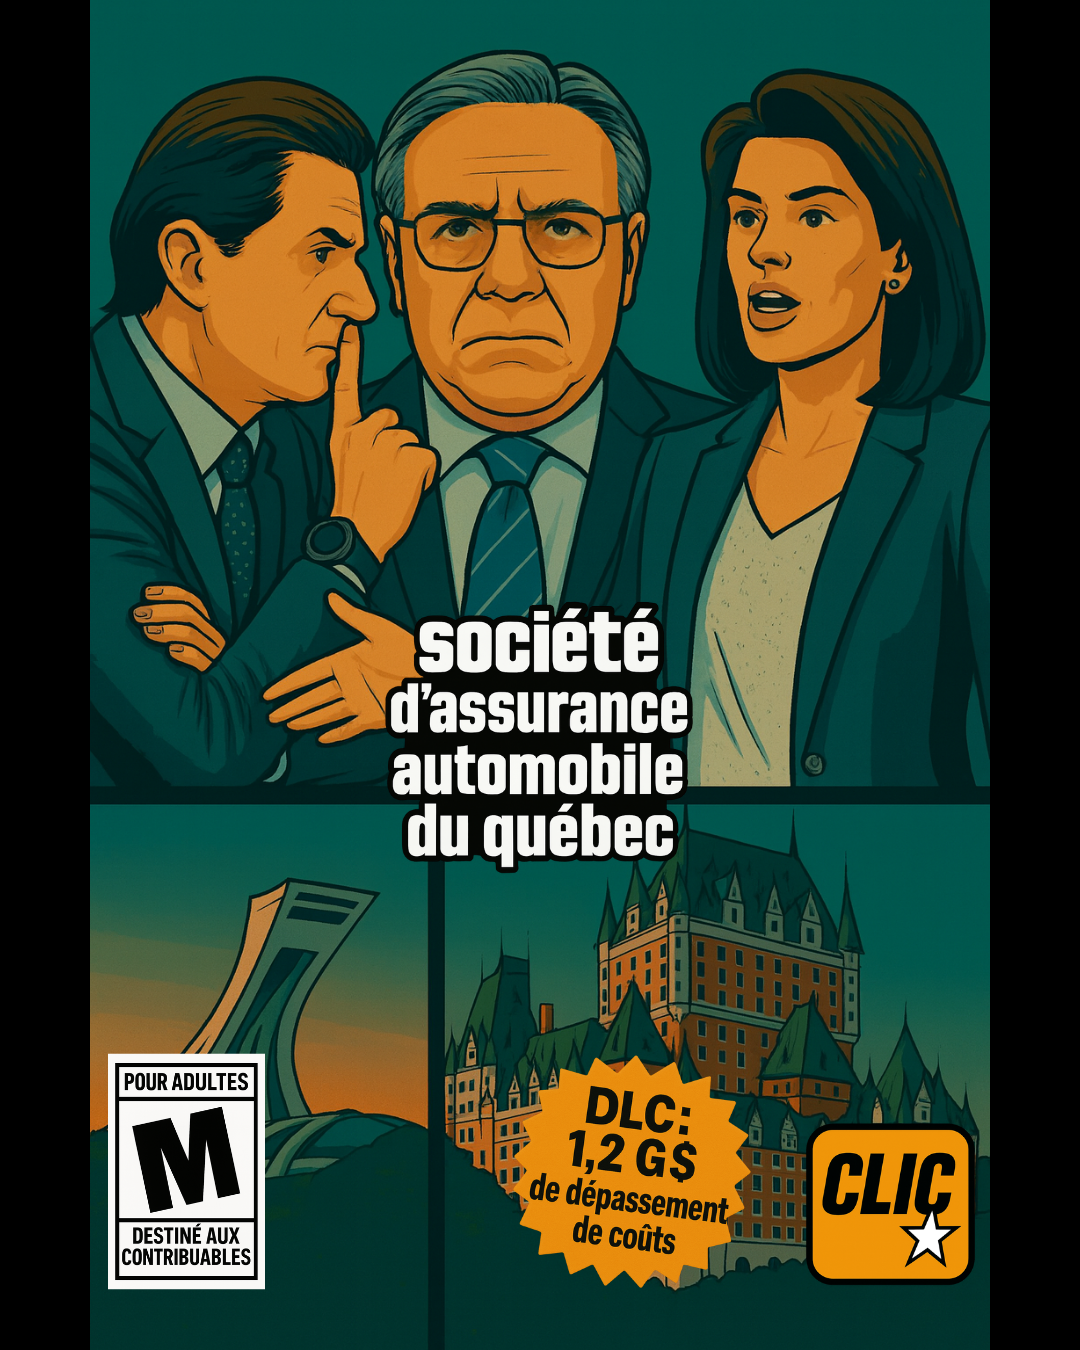 société
d'assurance
automobile
du québec
POUR ADULTES
M
DESTINÉ AUX
CONTRIBUABLES
DLC:
1,2 G$
de dépassement
de coûts
CLIC